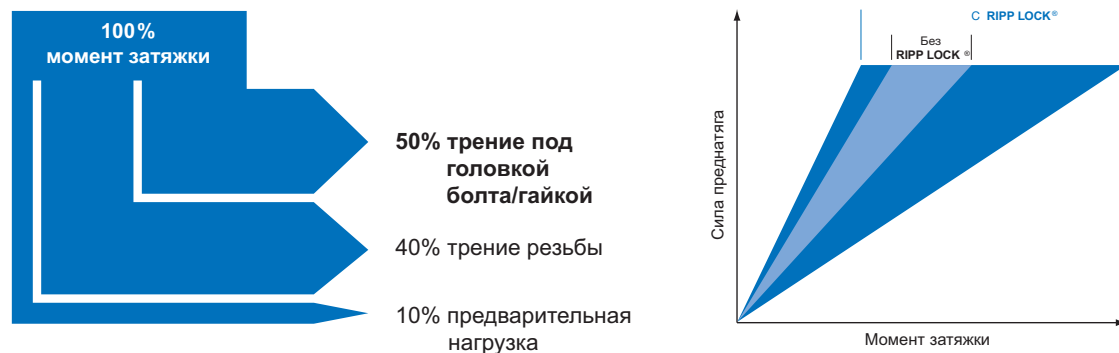 100%
момент затяжки
50% трение под
головкой
болта/гайкой
40% трение резьбы
10% предварительная
нагрузка
С RIPP LOCK®
Без
RIPP LOCK ®
Сила преднатяга
Момент затяжки